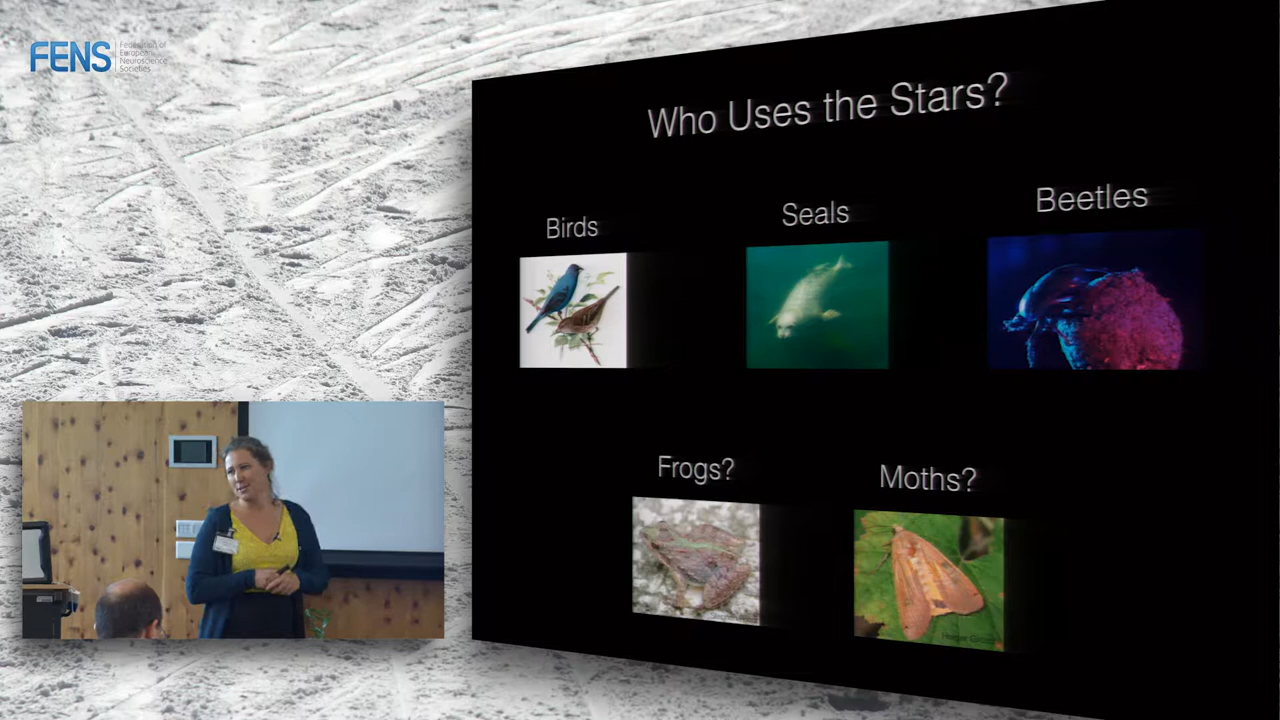 FENS
Federation of
European
Neuroscience
Societies
Who Uses the Stars?
Birds
Seals
Beetles
Frogs?
Moths?